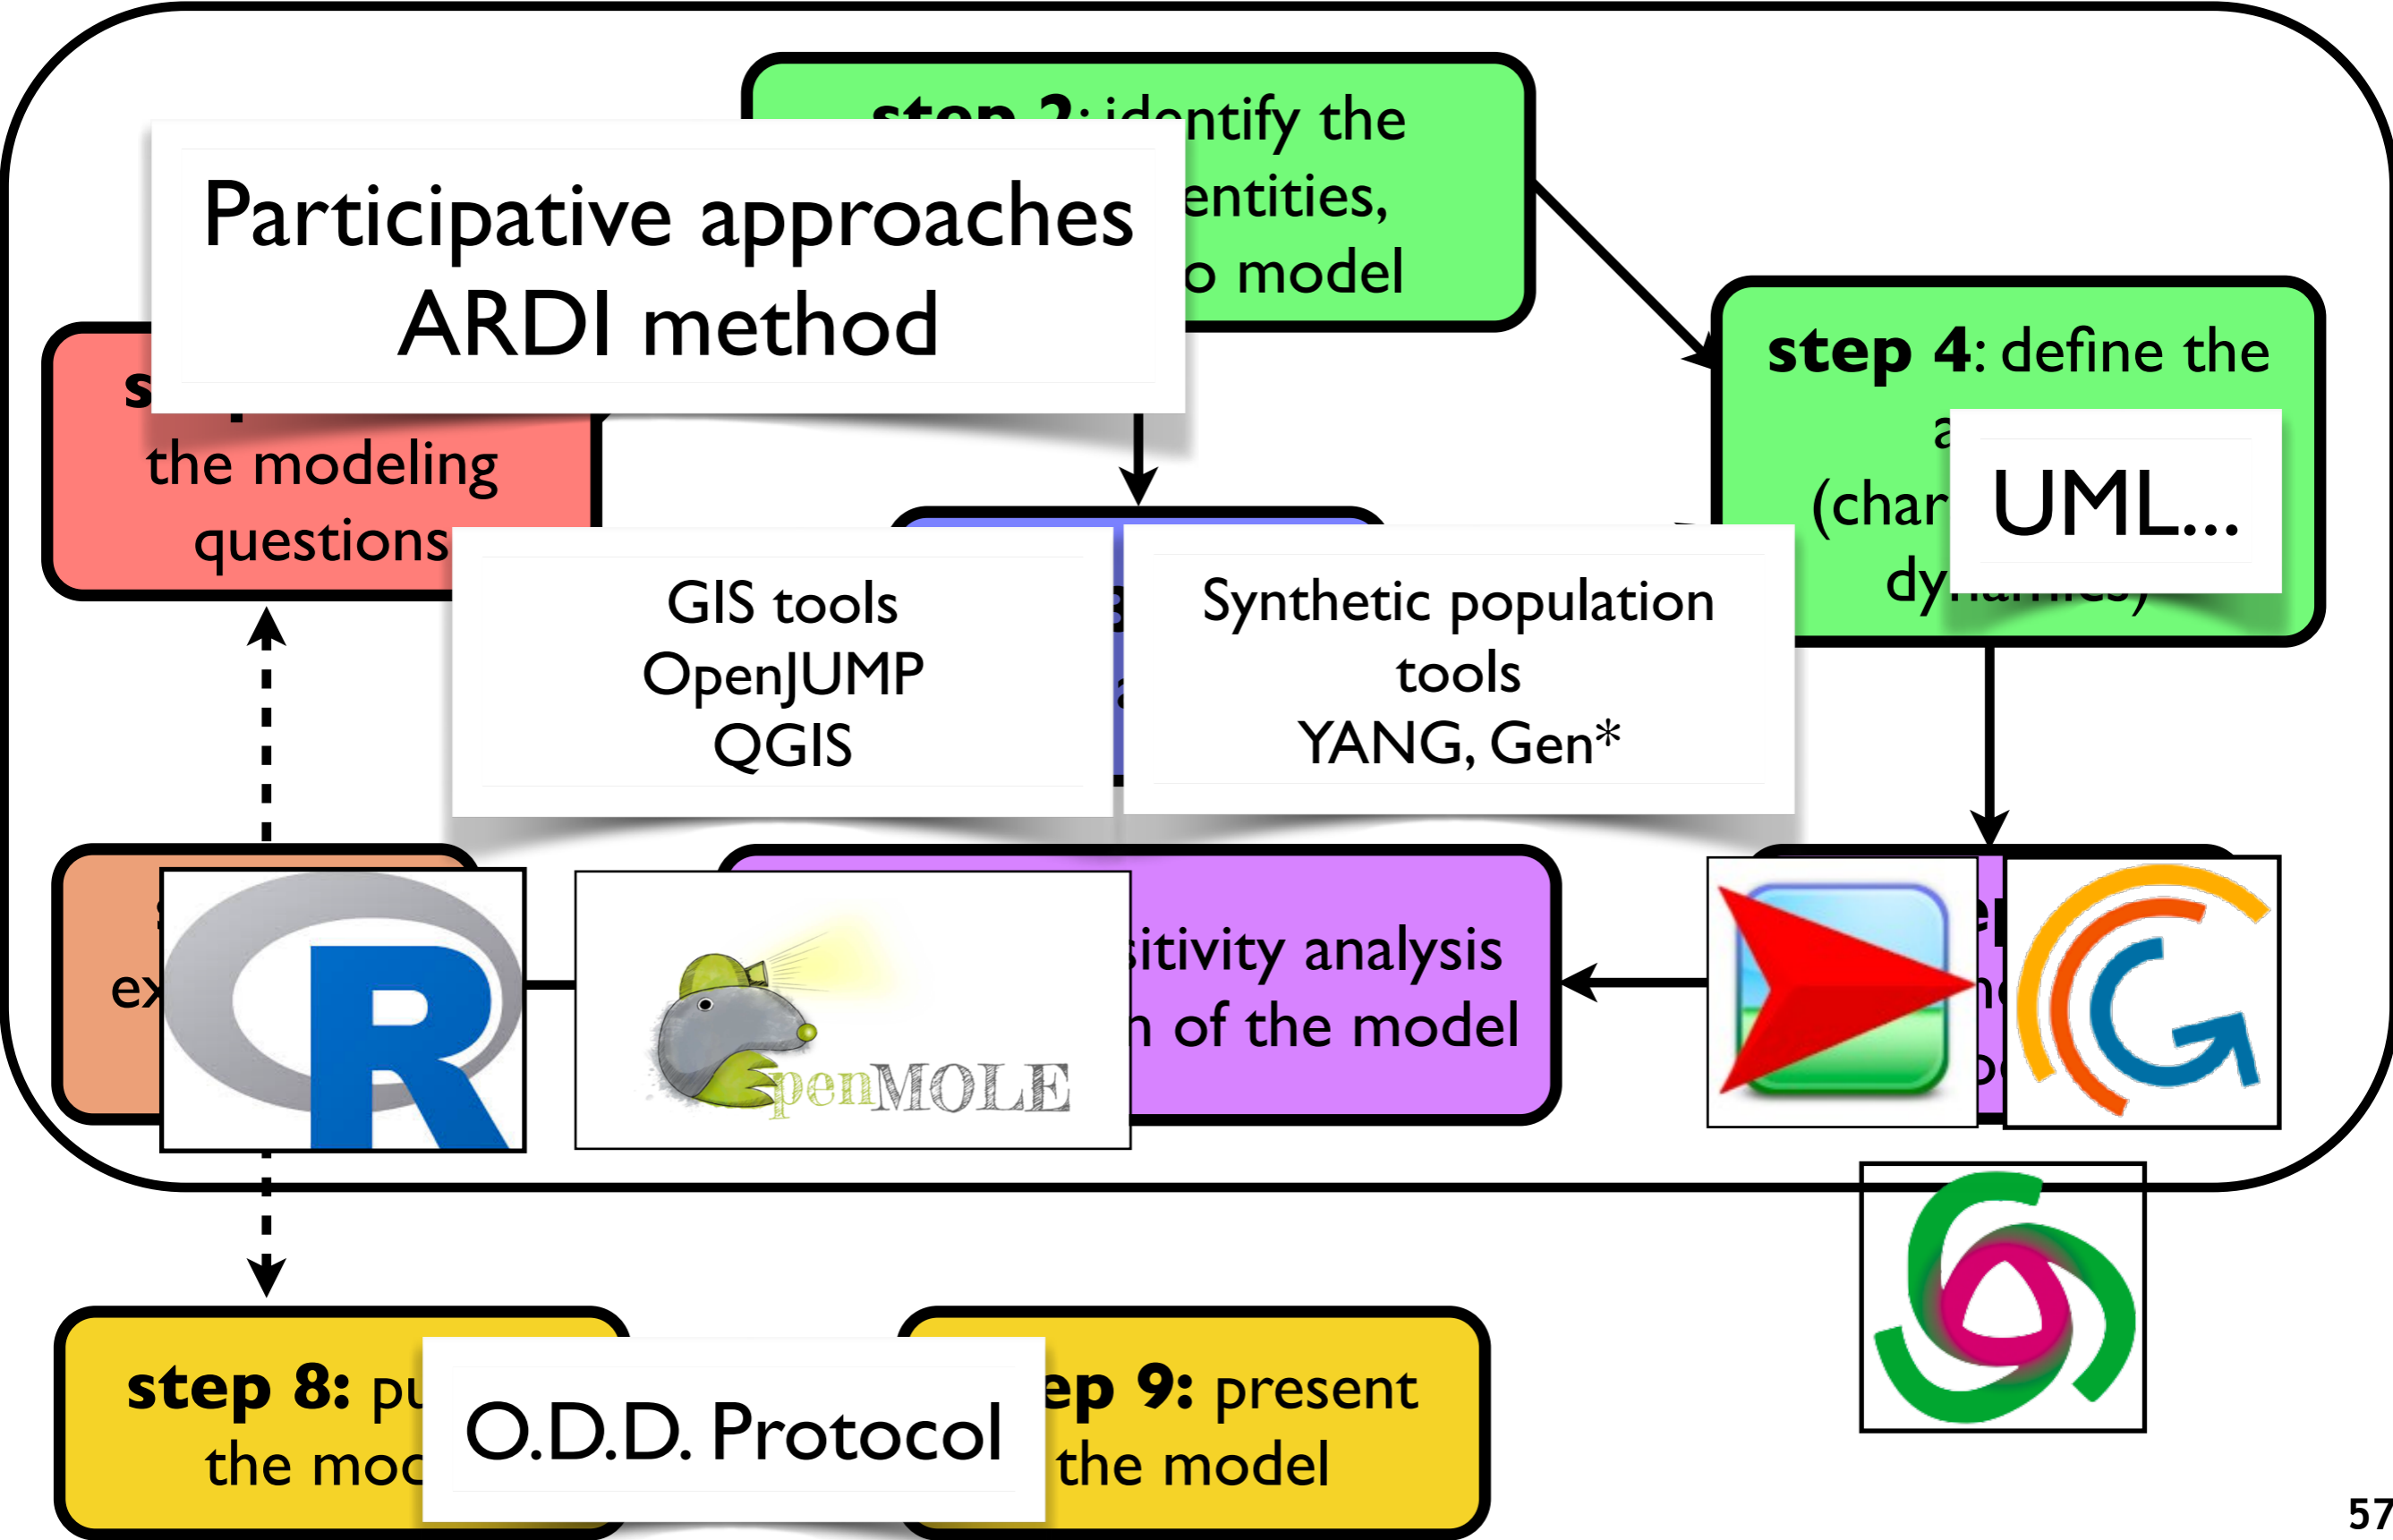 step 2: identify the
entities,
o model
Participative approaches
ARDI method
the modeling
questions
step 4: define the
(char
dynamics)
UML...
GIS tools
OpenJUMP
QGIS
Synthetic population
tools
YANG, Gen*
R
penMOLE
sitivity analysis
n of the model
ex
G
step 8: pu
the mod
O.D.D. Protocol
ep 9: present
the model
57